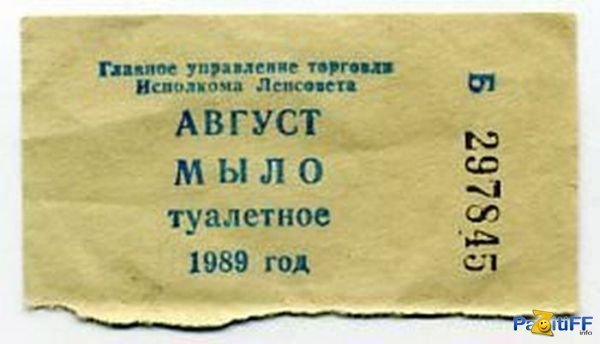 Главное управление торговли
Исполкома Ленсовета
АВГУСТ
МЫЛО
туалетное
1989 год
Б 297845